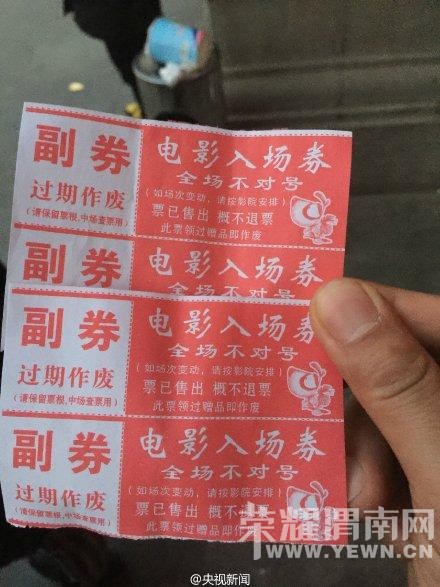 副券
过期作废
(请保留票根,中场查票用)
电影入场券
全场不对号
(如场次变动，请按影院安排)
票已售出 概不退票
此票领过赠品即作废
副券
电影入场券
副券
过期作废
(请保留票根,中场查票用)
电影入场券
全场不对号
(如场次变动，请按影院安排)
票已售出 概不退票
此票领过赠品即作废
副券
过期作废
(请保留票根,中场查票用)
电影入场券
全场不对号
(如场次变动，请按影院安排)
票已售出 概不退票
此票领过赠品即作废
荣耀渭南网
WWW.YEWN.CN
@央视新闻